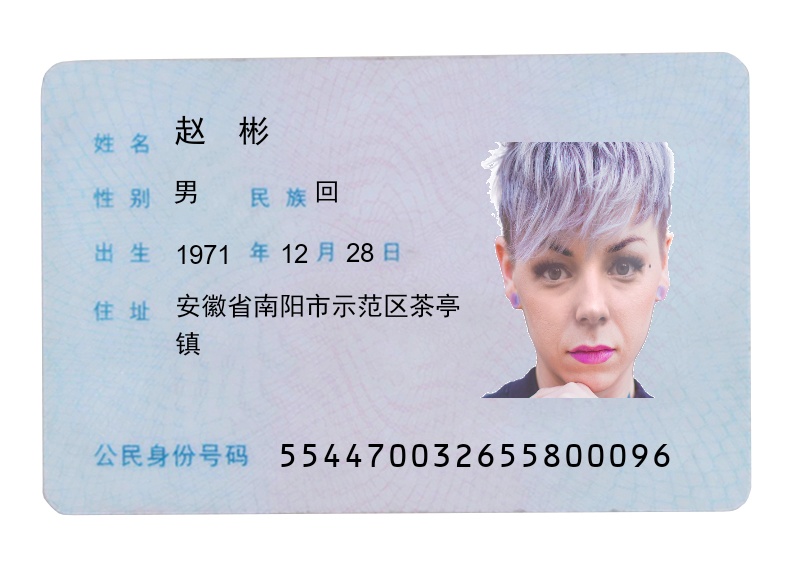 姓名 赵 彬
性别 男 民族 回
出生 1971 年 12 月 28 日
住址 安徽省南阳市示范区茶亭
镇
公民身份号码 554470032655800096